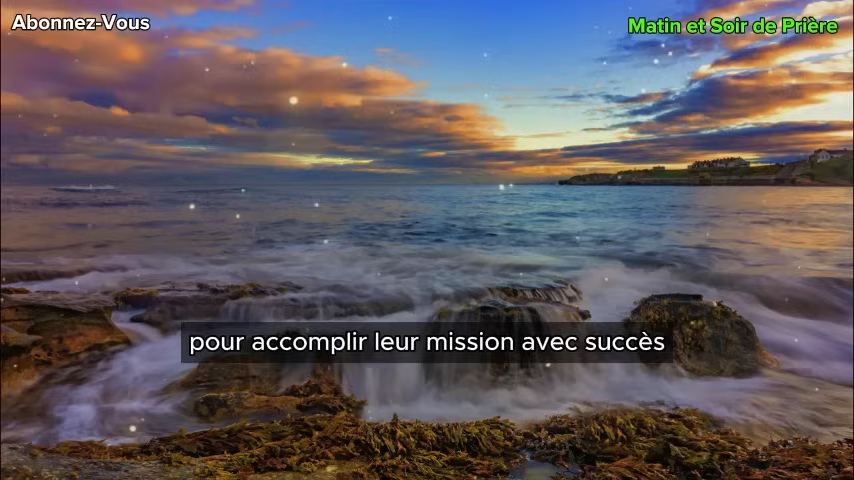 Abonnez-Vous
Matin et Soir de Prière
pour accomplir leur mission avec succès